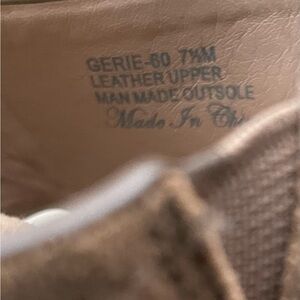 GERIE-60 7½M
LEATHER UPPER
MAN MADE OUTSOLE
Made In